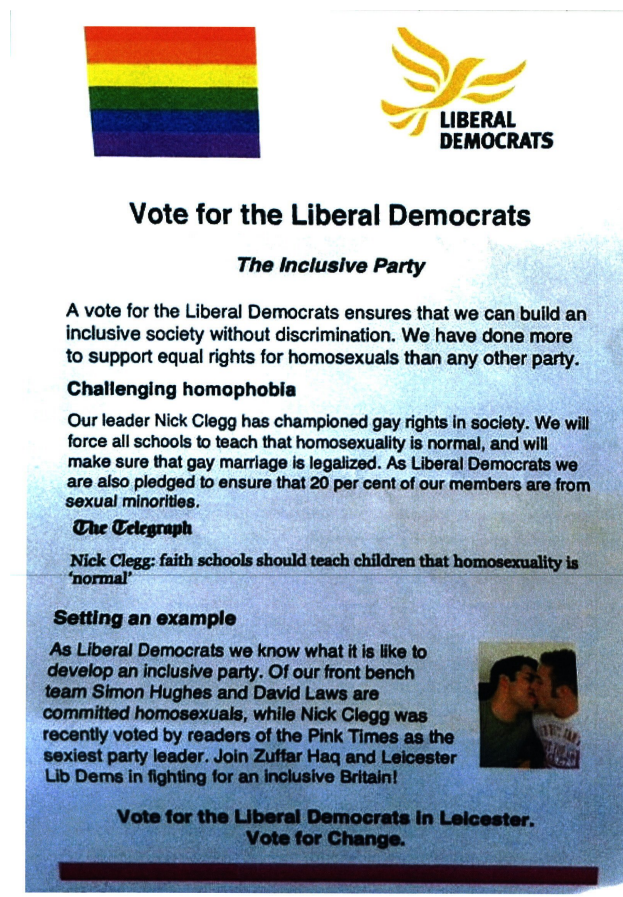 LIBERAL
DEMOCRATS
Vote for the Liberal Democrats
The Inclusive Party
A vote for the Liberal Democrats ensures that we can build an
inclusive society without discrimination. We have done more
to support equal rights for homosexuals than any other party.
Challenging homophobia
Our leader Nick Clegg has championed gay rights in society. We will
force all schools to teach that homosexuality is normal, and will
make sure that gay marriage is legalized. As Liberal Democrats we
are also pledged to ensure that 20 per cent of our members are from
sexual minorities.
The Telegraph
Nick Clegg: faith schools should teach children that homosexuality is
'normal'
Setting an example
As Liberal Democrats we know what it is like to
develop an inclusive party. Of our front bench
team Simon Hughes and David Laws are
committed homosexuals, while Nick Clegg was
recently voted by readers of the Pink Times as the
sexiest party leader. Join Zuffar Haq and Leicester
Lib Dems in fighting for an inclusive Britain!
Vote for the Liberal Democrats in Leicester.
Vote for Change.